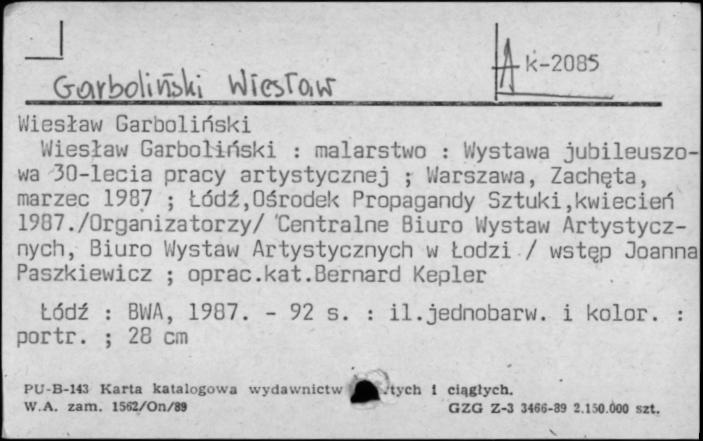 A k-2085
Garboliński Wiesław
Wiesław Garboliński
Wiesław Garboliński : malarstwo : Wystawa jubileuszo-
wa 30-lecia pracy artystycznej ; Warszawa, Zachęta,
marzec 1987 ; Łódź,Ośrodek Propagandy Sztuki,kwiecień
1987./Organizatorzy/ Centralne Biuro Wystaw Artystycz-
nych, Biuro Wystaw Artystycznych w Łodzi / wstęp Joanna
Paszkiewicz ; oprac.kat.Bernard Kepler
Łódź : BWA, 1987. - 92 s. : il.jednobarw. i kolor. :
portr. ; 28 cm
PU-B-143 Karta katalogowa wydawnictw tych i ciągłych.
W.A. zam. 1562/On/89 GZG Z-3 3466-89 2.150.000 szt.